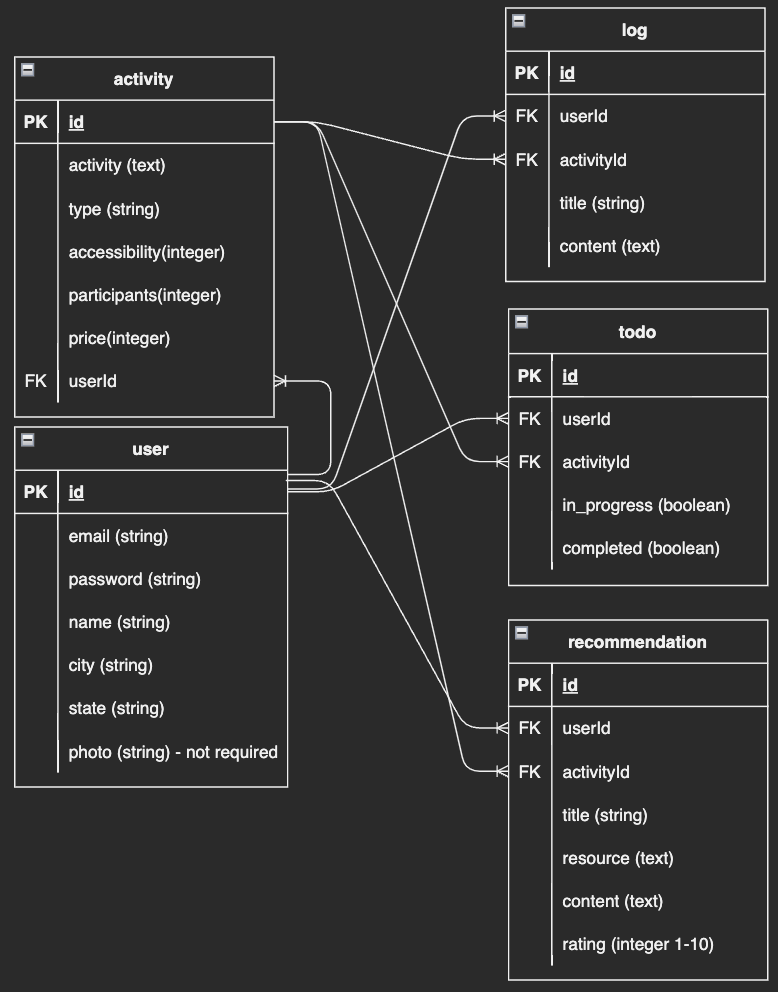 activity
PK id
activity (text)
type (string)
accessibility(integer)
participants(integer)
price(integer)
FK userId
user
PK id
email (string)
password (string)
name (string)
city (string)
state (string)
photo (string) - not required
log
PK id
FK userId
FK activityId
title (string)
content (text)
todo
PK id
FK userId
FK activityId
in_progress (boolean)
completed (boolean)
recommendation
PK id
FK userId
FK activityId
title (string)
resource (text)
content (text)
rating (integer 1-10)